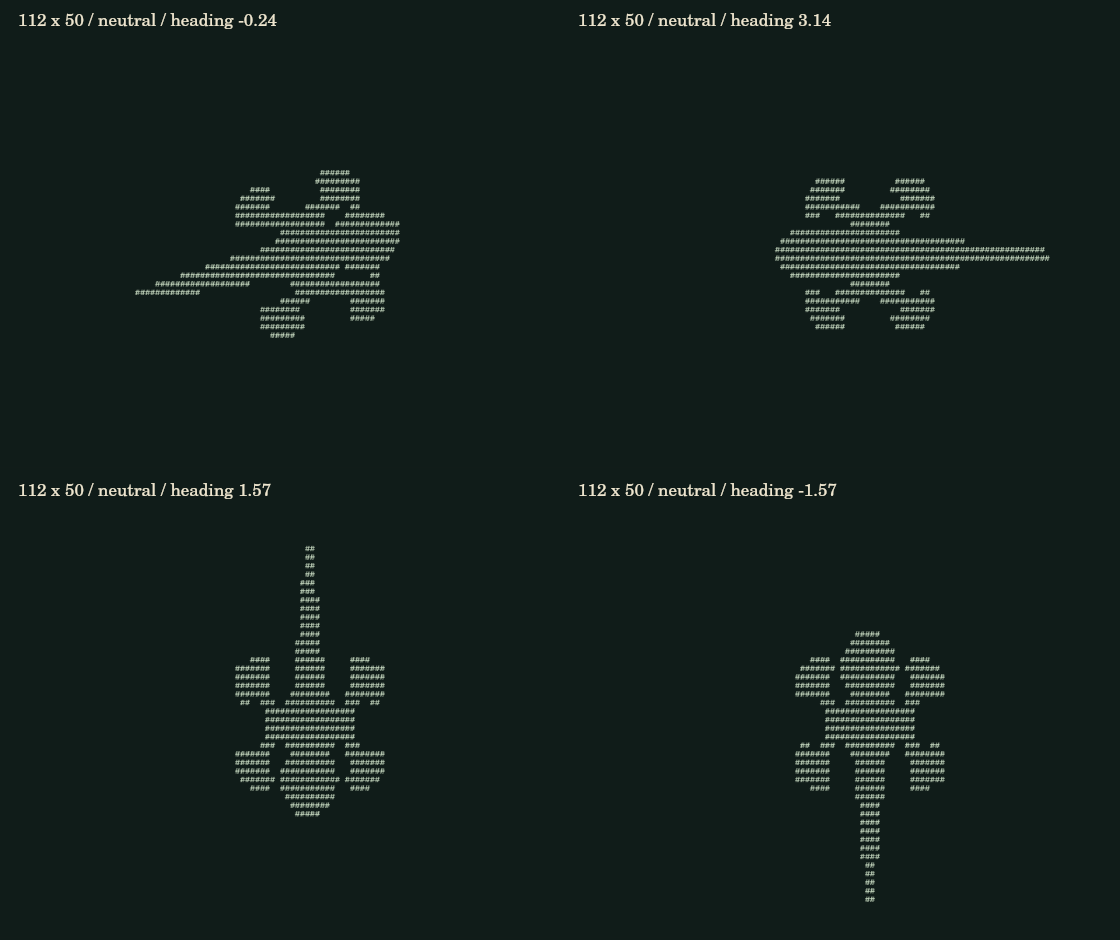 112 x 50 / neutral / heading -0.24
112 x 50 / neutral / heading 3.14
112 x 50 / neutral / heading 1.57
112 x 50 / neutral / heading -1.57